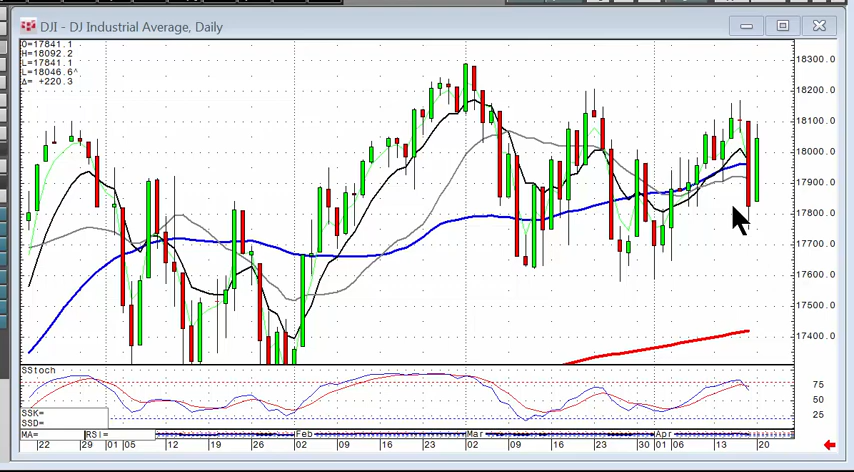 DJI - DJ Industrial Average, Daily
O=17841.1
H=18092.2
L=17841.1
L=18046.6^
Δ= +220.3
18300.0
18200.0
18100.0
18000.0
17900.0
17800.0
17700.0
17600.0
17500.0
17400.0
SStoch
75
50
25
SSK=
SSD=
MA= RSI= Feb Mar Apr
22 29 01 05 12 19 26 02 09 16 23 02 09 16 23 30 01 06 13 20